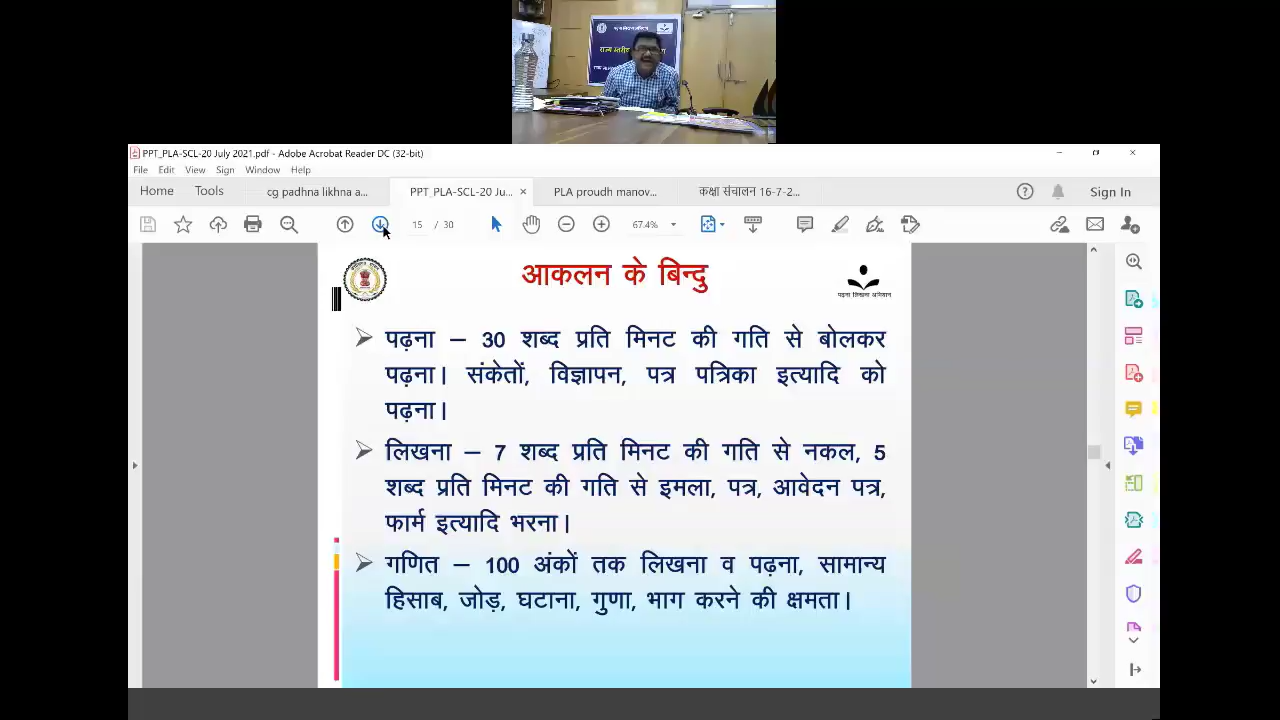 राज्य स्तरीय
PPT_PLA-SCL-20 July 2021.pdf - Adobe Acrobat Reader DC (32-bit)
File Edit View Sign Window Help
Home Tools cg padhna likhna a... PPT_PLA-SCL-20 Ju... PLA proudh manov... कक्षा संचालन 16-7-2... Sign In
15 / 30 67.4%
आकलन के बिन्दु
पढ़ना लिखना अभियान
पढ़ना – 30 शब्द प्रति मिनट की गति से बोलकर
पढ़ना। संकेतों, विज्ञापन, पत्र पत्रिका इत्यादि को
पढ़ना।
लिखना – 7 शब्द प्रति मिनट की गति से नकल, 5
शब्द प्रति मिनट की गति से इमला, पत्र, आवेदन पत्र,
फार्म इत्यादि भरना।
गणित – 100 अंकों तक लिखना व पढ़ना, सामान्य
हिसाब, जोड़, घटाना, गुणा, भाग करने की क्षमता।